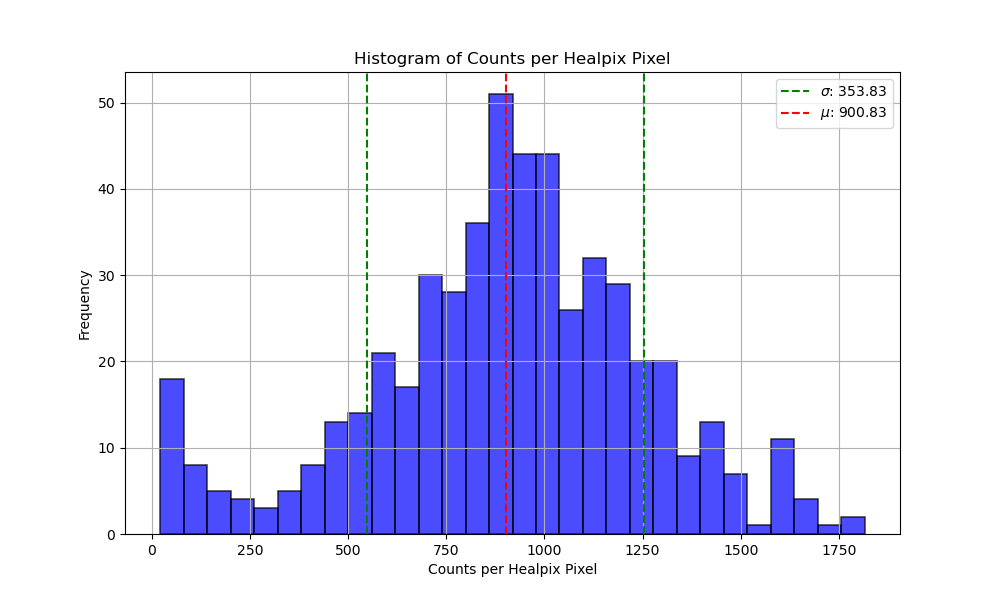 Histogram of Counts per Healpix Pixel
σ: 353.83
μ: 900.83
Frequency
50
40
30
20
10
0
0 250 500 750 1000 1250 1500 1750
Counts per Healpix Pixel